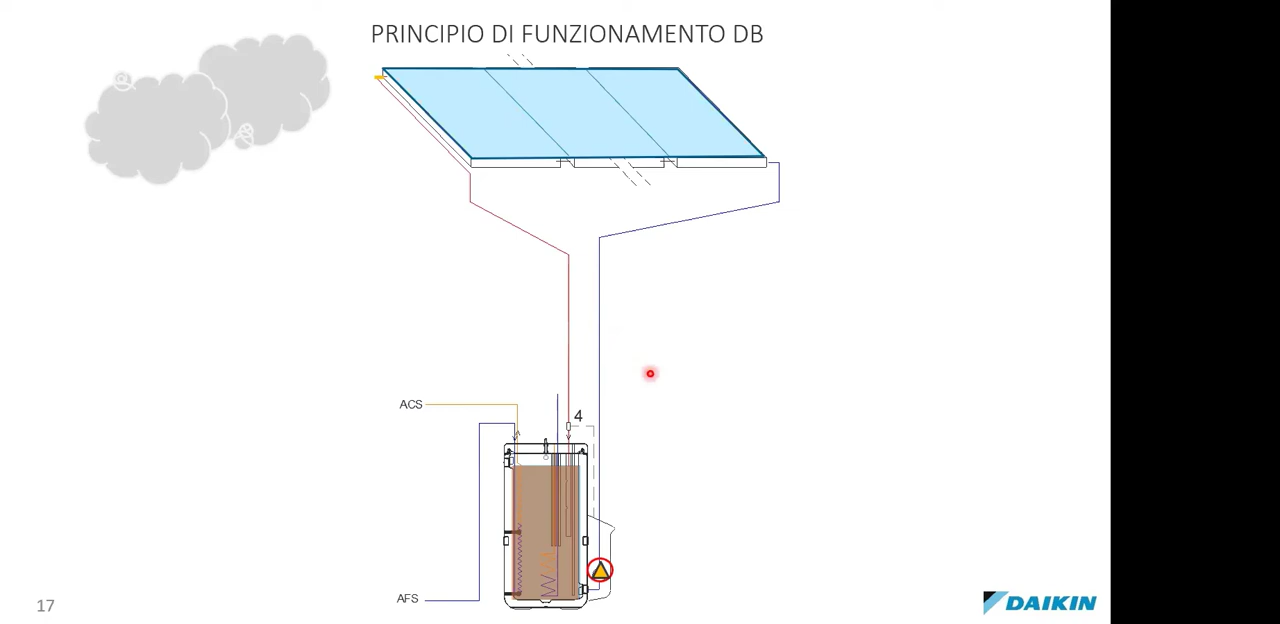 PRINCIPIO DI FUNZIONAMENTO DB
ACS
4
AFS
17
DAIKIN